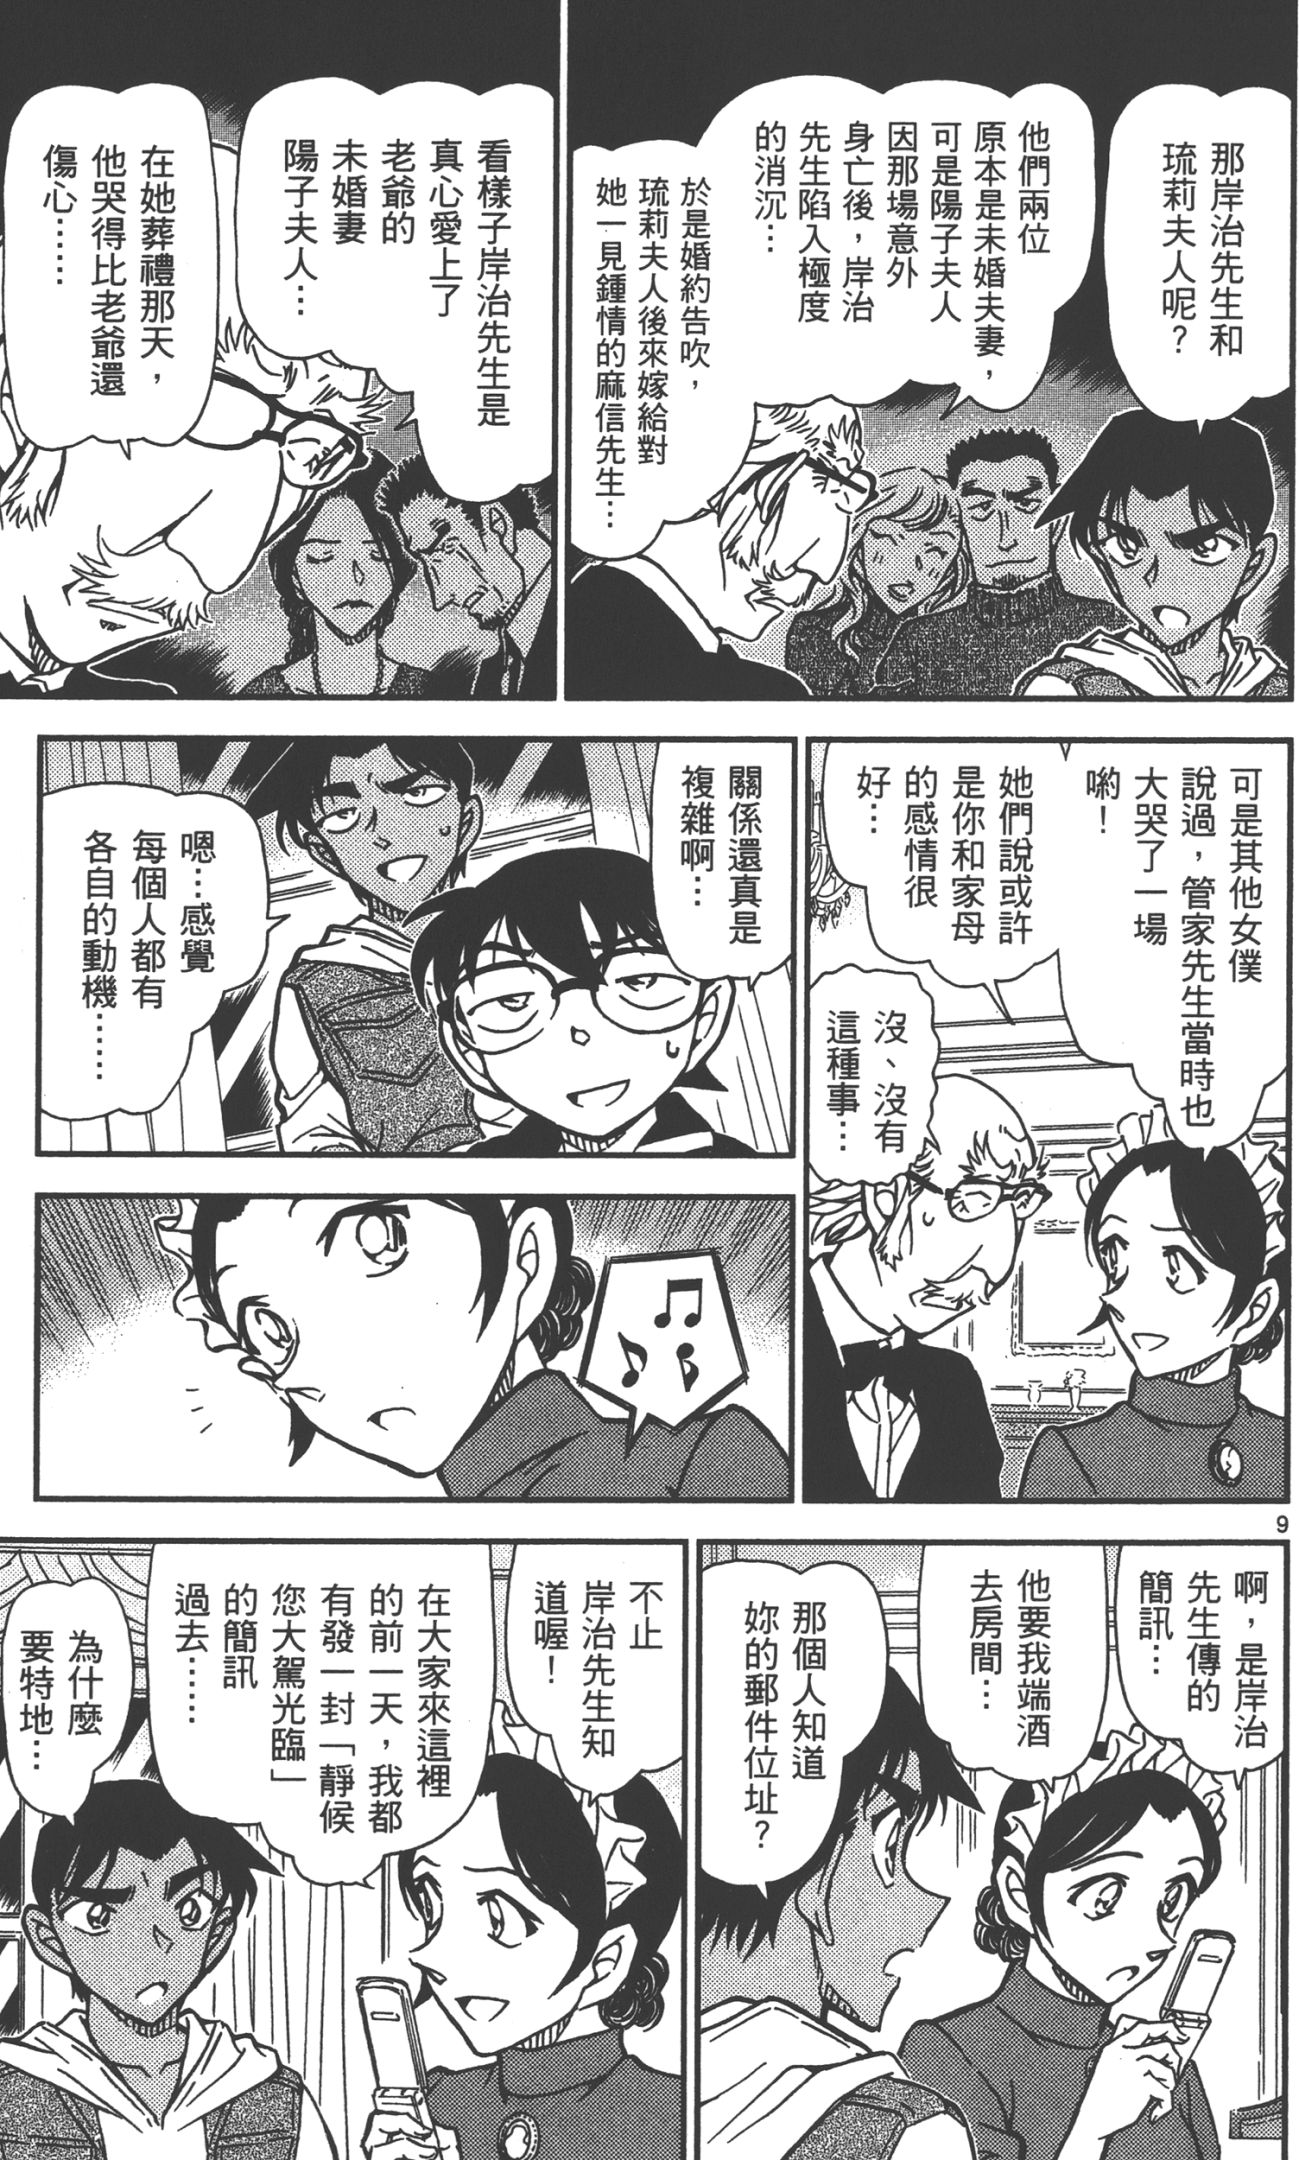 那岸治先生和
琉莉夫人呢？
他們兩位
原本是未婚夫妻，
可是陽子夫人
因那場意外
身亡後，岸治
先生陷入極度
的消沉…
於是婚約告吹，
琉莉夫人後來嫁給對
她一見鍾情的麻信先生…
看樣子岸治先生是
真心愛上了
老爺的
未婚妻
陽子夫人…
在她葬禮那天，
他哭得比老爺還
傷心……
可是其他女僕
說過，管家先生當時也
大哭了一場
喲！
她們說或許
是你和家母
的感情很
好…
沒、沒有
這種事…
關係還真是
複雜啊…
嗯…感覺
每個人都有
各自的動機……
9
啊，是岸治
先生傳的
簡訊…
他要我端酒
去房間…
那個人知道
妳的郵件位址？
不止
岸治先生知
道喔！
在大家來這裡
的前一天，我都
有發一封「靜候
您大駕光臨」
的簡訊
過去……
為什麼
要特地…